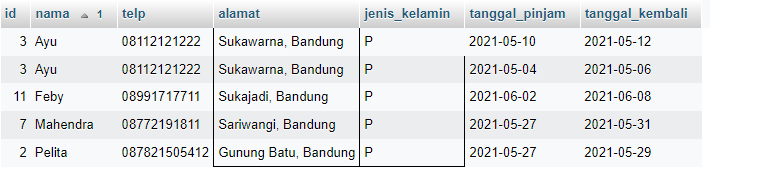 id nama 1 telp alamat jenis_kelamin tanggal_pinjam tanggal_kembali
3 Ayu 08112121222 Sukawarna, Bandung P 2021-05-10 2021-05-12
3 Ayu 08112121222 Sukawarna, Bandung P 2021-05-04 2021-05-06
11 Feby 08991717711 Sukajadi, Bandung P 2021-06-02 2021-06-08
7 Mahendra 08772191811 Sariwangi, Bandung P 2021-05-27 2021-05-31
2 Pelita 087821505412 Gunung Batu, Bandung P 2021-05-27 2021-05-29